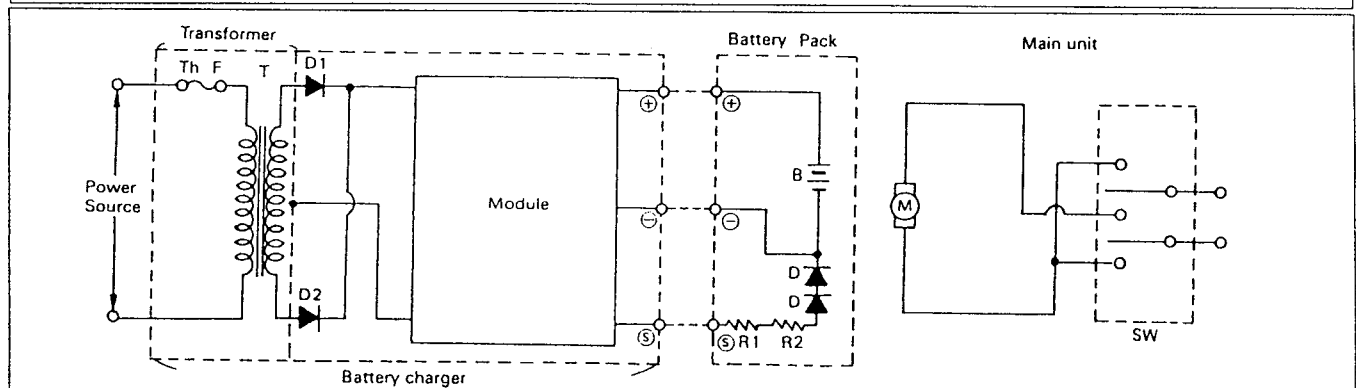 Transformer
Th F T D1
Power
Source
D2
Module
⊕
⊖
Ⓢ
Battery charger
Battery Pack
⊕
⊖
Ⓢ
B
D
D
R1 R2
Main unit
M
SW